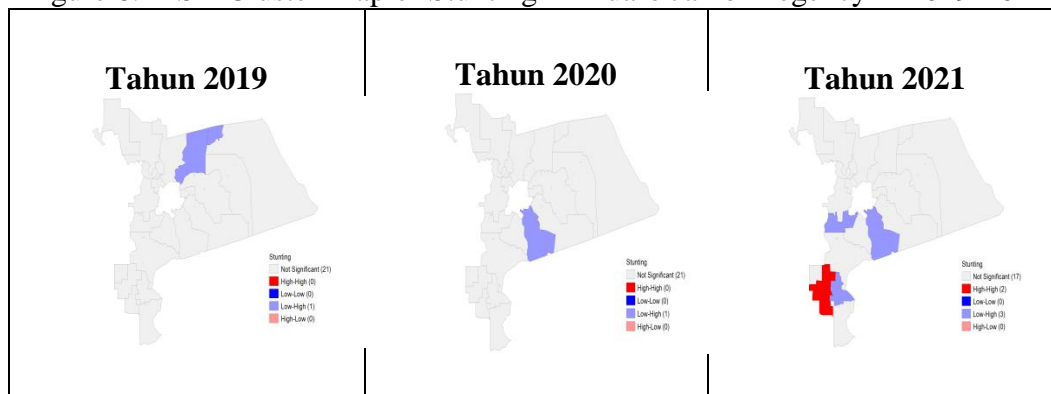 Tahun 2019
Stunting
Not Significant (21)
High-High (0)
Low-Low (0)
Low-High (1)
High-Low (0)
Tahun 2020
Stunting
Not Significant (21)
High-High (0)
Low-Low (0)
Low-High (1)
High-Low (0)
Tahun 2021
Stunting
Not Significant (17)
High-High (2)
Low-Low (0)
Low-High (3)
High-Low (0)